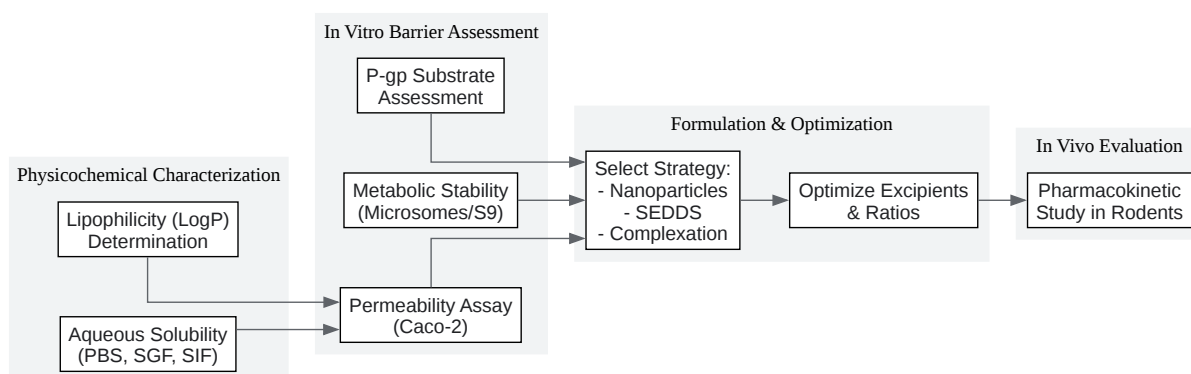 Physicochemical Characterization
Lipophilicity (LogP)
Determination
Aqueous Solubility
(PBS, SGF, SIF)
In Vitro Barrier Assessment
P-gp Substrate
Assessment
Metabolic Stability
(Microsomes/S9)
Permeability Assay
(Caco-2)
Formulation & Optimization
Select Strategy:
- Nanoparticles
- SEDDS
- Complexation
Optimize Excipients
& Ratios
In Vivo Evaluation
Pharmacokinetic
Study in Rodents